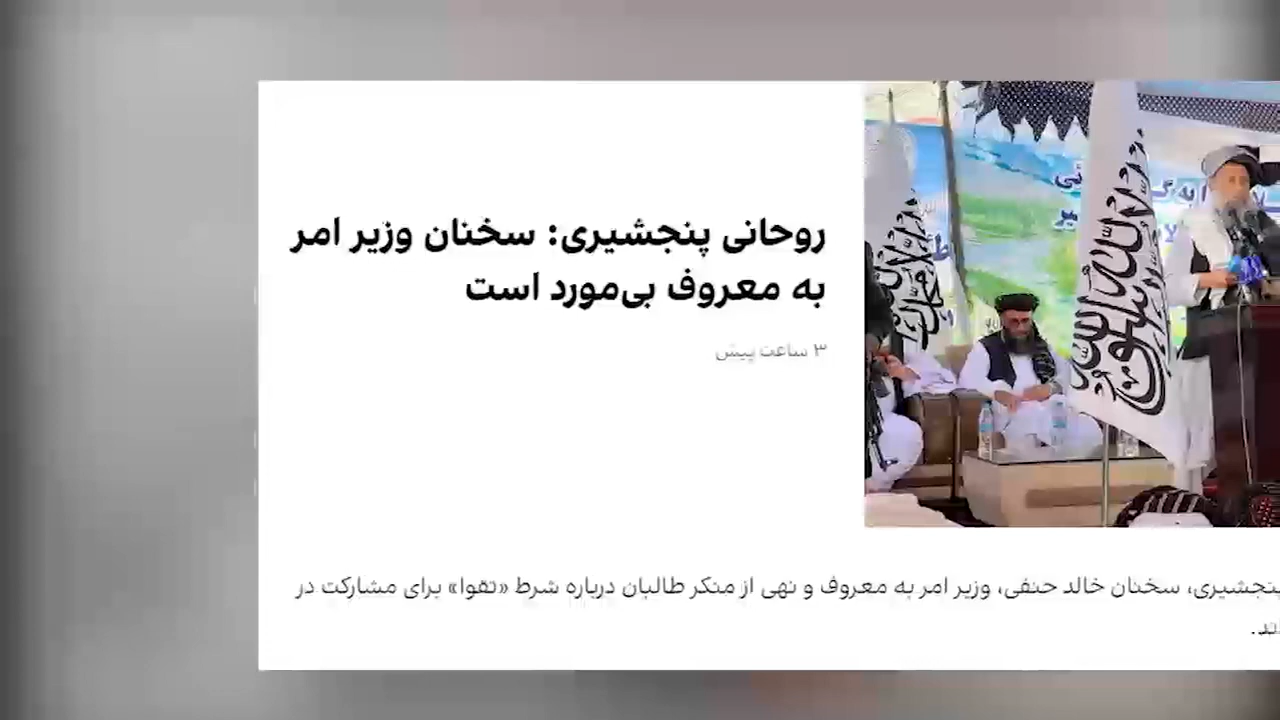 روحانی پنجشیری: سخنان وزیر امر
به معروف بی‌مورد است
۳ ساعت پیش
پنجشیری، سخنان خالد حنفی، وزیر امر به معروف و نهی از منکر طالبان درباره شرط «تقوا» برای مشارکت در